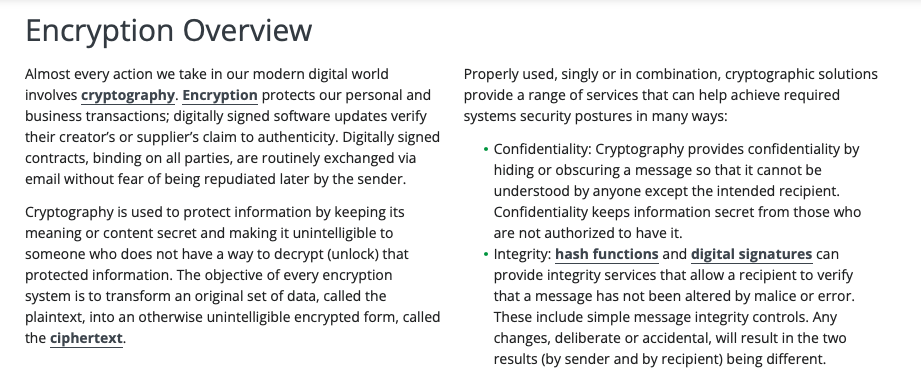 Encryption Overview
Almost every action we take in our modern digital world
involves cryptography. Encryption protects our personal and
business transactions; digitally signed software updates verify
their creator's or supplier's claim to authenticity. Digitally signed
contracts, binding on all parties, are routinely exchanged via
email without fear of being repudiated later by the sender.
Cryptography is used to protect information by keeping its
meaning or content secret and making it unintelligible to
someone who does not have a way to decrypt (unlock) that
protected information. The objective of every encryption
system is to transform an original set of data, called the
plaintext, into an otherwise unintelligible encrypted form, called
the ciphertext.
Properly used, singly or in combination, cryptographic solutions
provide a range of services that can help achieve required
systems security postures in many ways:
• Confidentiality: Cryptography provides confidentiality by
hiding or obscuring a message so that it cannot be
understood by anyone except the intended recipient.
Confidentiality keeps information secret from those who
are not authorized to have it.
• Integrity: hash functions and digital signatures can
provide integrity services that allow a recipient to verify
that a message has not been altered by malice or error.
These include simple message integrity controls. Any
changes, deliberate or accidental, will result in the two
results (by sender and by recipient) being different.